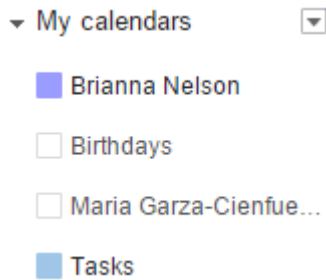 My calendars
Brianna Nelson
Birthdays
Maria Garza-Cienfue...
Tasks